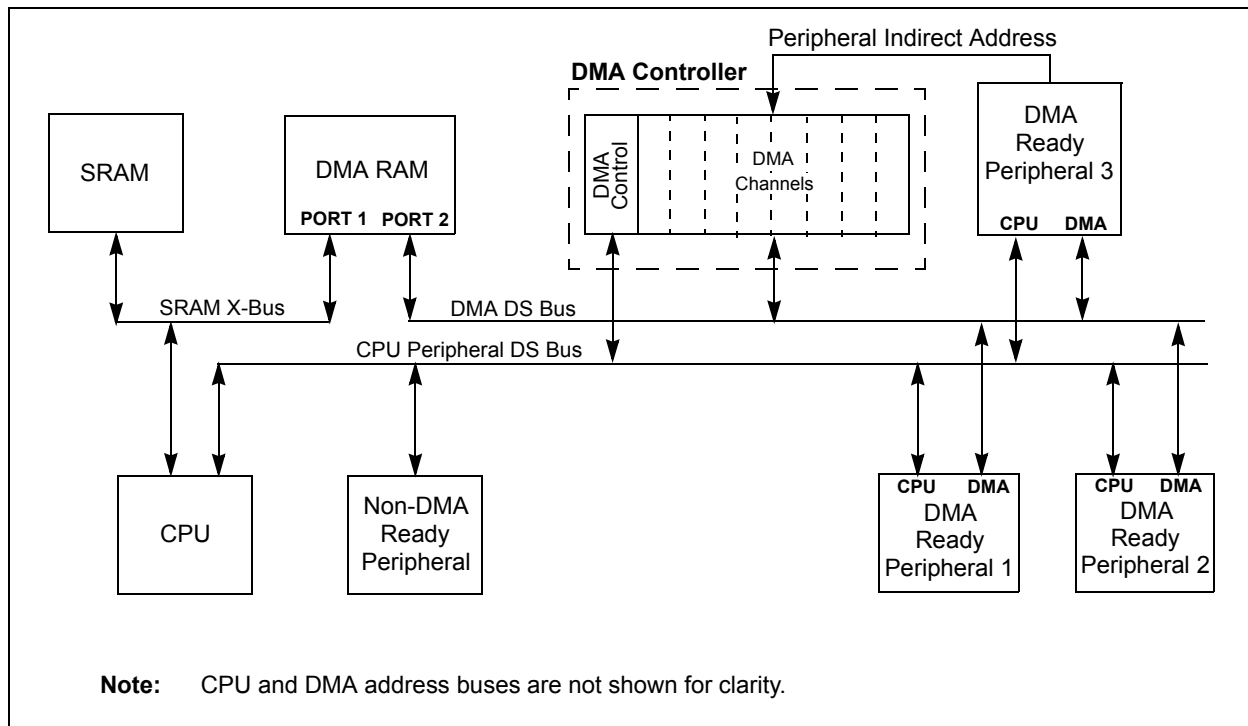 Peripheral Indirect Address
DMA Controller
SRAM
DMA RAM
PORT 1 PORT 2
DMA
Control
DMA
Channels
DMA
Ready
Peripheral 3
CPU DMA
SRAM X-Bus
DMA DS Bus
CPU Peripheral DS Bus
CPU
Non-DMA
Ready
Peripheral
CPU DMA
DMA
Ready
Peripheral 1
CPU DMA
DMA
Ready
Peripheral 2
Note: CPU and DMA address buses are not shown for clarity.